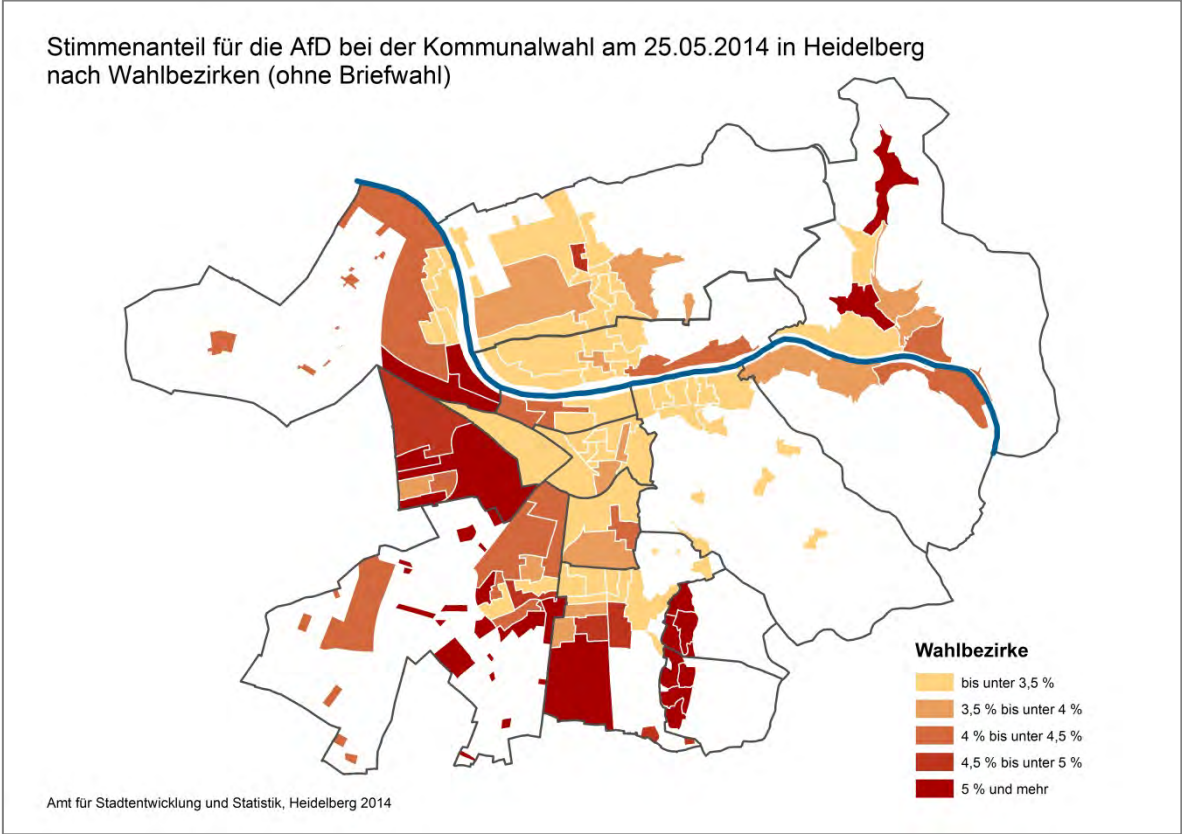 Stimmenanteil für die AfD bei der Kommunalwahl am 25.05.2014 in Heidelberg
nach Wahlbezirken (ohne Briefwahl)
Wahlbezirke
bis unter 3,5 %
3,5 % bis unter 4 %
4 % bis unter 4,5 %
4,5 % bis unter 5 %
5 % und mehr
Amt für Stadtentwicklung und Statistik, Heidelberg 2014